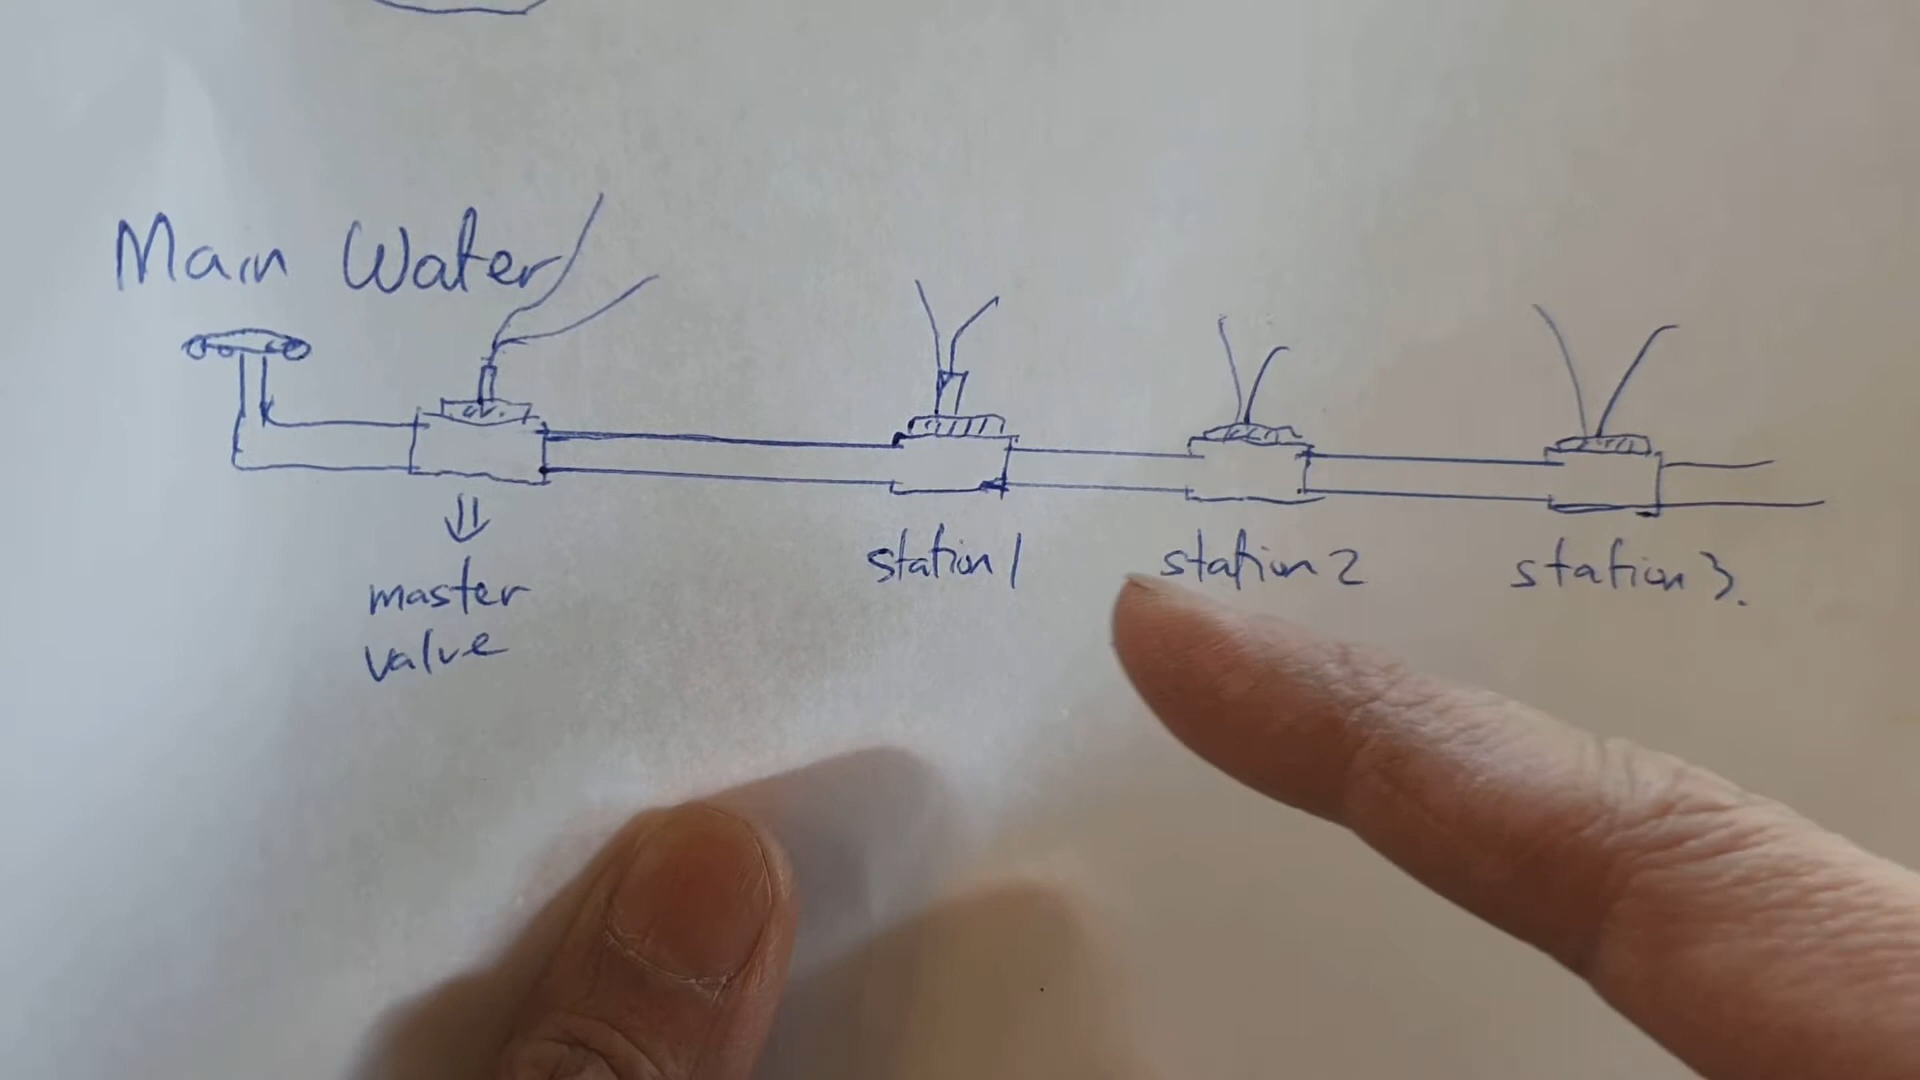 Main Water
master
valve
station 1
station 2
station 3.